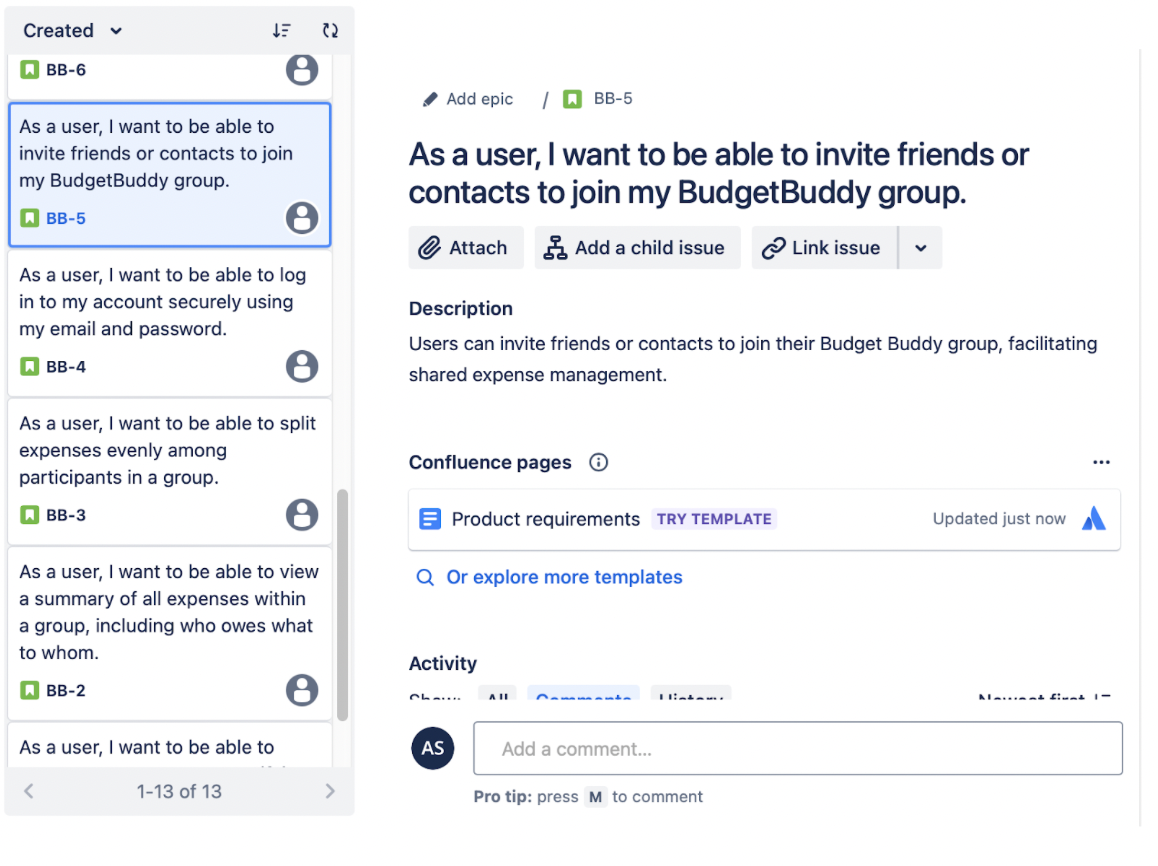 Created
BB-6
As a user, I want to be able to
invite friends or contacts to join
my BudgetBuddy group.
BB-5
As a user, I want to be able to log
in to my account securely using
my email and password.
BB-4
As a user, I want to be able to split
expenses evenly among
participants in a group.
BB-3
As a user, I want to be able to view
a summary of all expenses within
a group, including who owes what
to whom.
BB-2
As a user, I want to be able to
1-13 of 13
Add epic / BB-5
As a user, I want to be able to invite friends or
contacts to join my BudgetBuddy group.
Attach Add a child issue Link issue
Description
Users can invite friends or contacts to join their Budget Buddy group, facilitating
shared expense management.
Confluence pages
Product requirements TRY TEMPLATE Updated just now
Or explore more templates
Activity
Show: All Comments History Newest first
AS Add a comment...
Pro tip: press M to comment